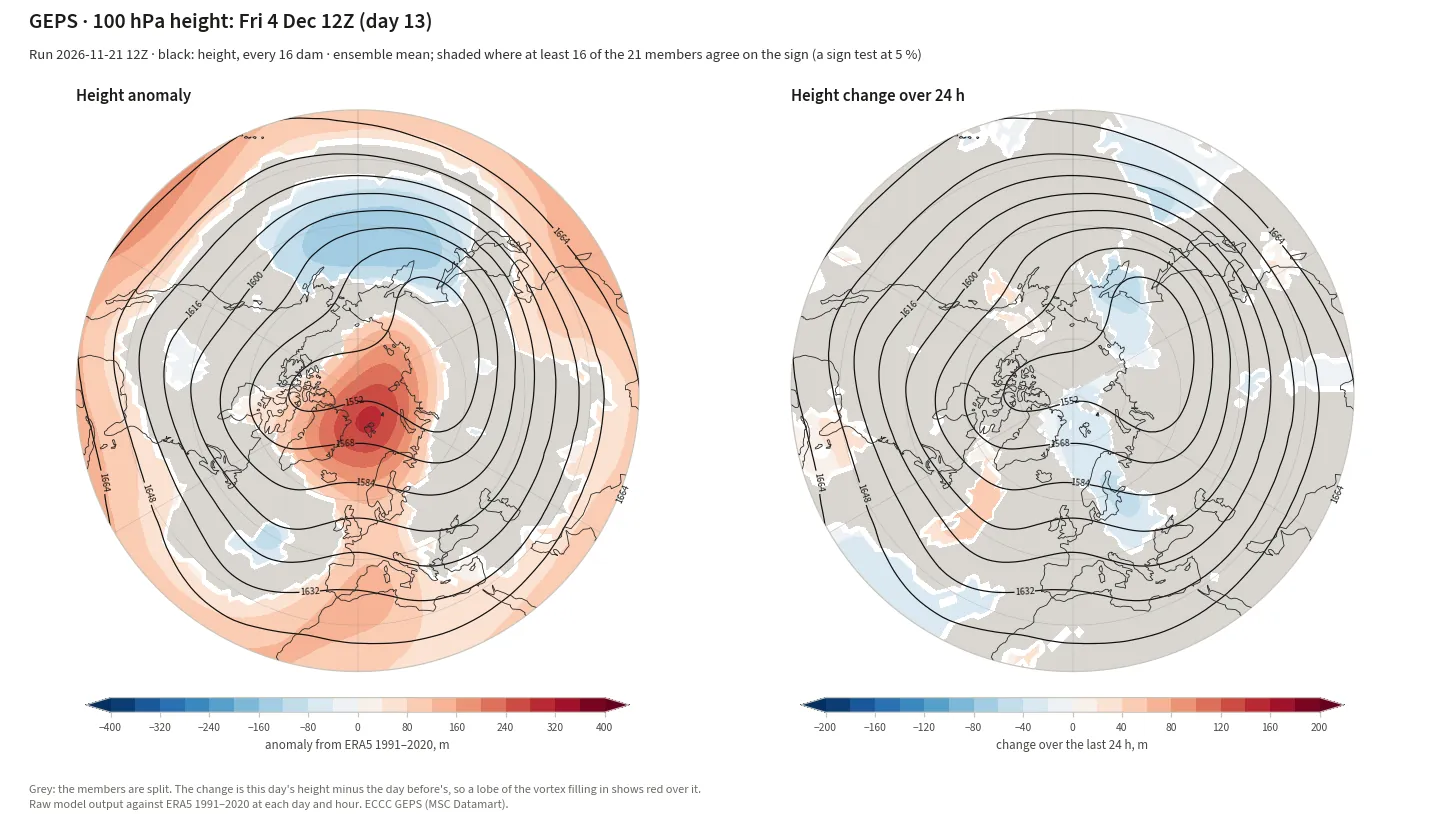 GEPS · 100 hPa height: Fri 4 Dec 12Z (day 13)
Run 2026-11-21 12Z · black: height, every 16 dam · ensemble mean; shaded where at least 16 of the 21 members agree on the sign (a sign test at 5 %)
Height anomaly
Height change over 24 h
1664
1600
1616
1552
1568
1584
1664
1648
1664
1632
1664
1600
1616
1552
1568
1584
1664
1648
1664
1632
−400 −320 −240 −160 −80 0 80 160 240 320 400
anomaly from ERA5 1991–2020, m
−200 −160 −120 −80 −40 0 40 80 120 160 200
change over the last 24 h, m
Grey: the members are split. The change is this day's height minus the day before's, so a lobe of the vortex filling in shows red over it.
Raw model output against ERA5 1991–2020 at each day and hour. ECCC GEPS (MSC Datamart).